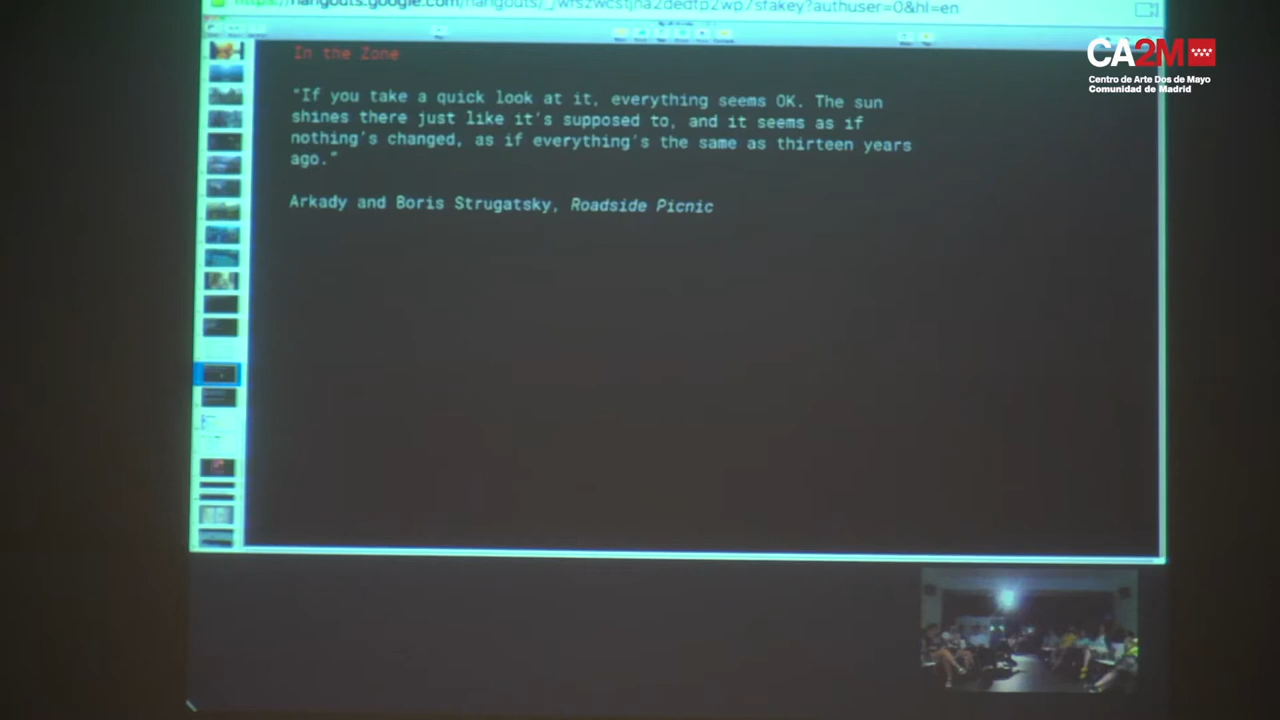 https://hangouts.google.com/hangouts/_
?authuser=0&hl=en
CA2M
Centro de Arte Dos de Mayo
Comunidad de Madrid
In the Zone
"If you take a quick look at it, everything seems OK. The sun
shines there just like it's supposed to, and it seems as if
nothing's changed, as if everything's the same as thirteen years
ago."
Arkady and Boris Strugatsky, Roadside Picnic